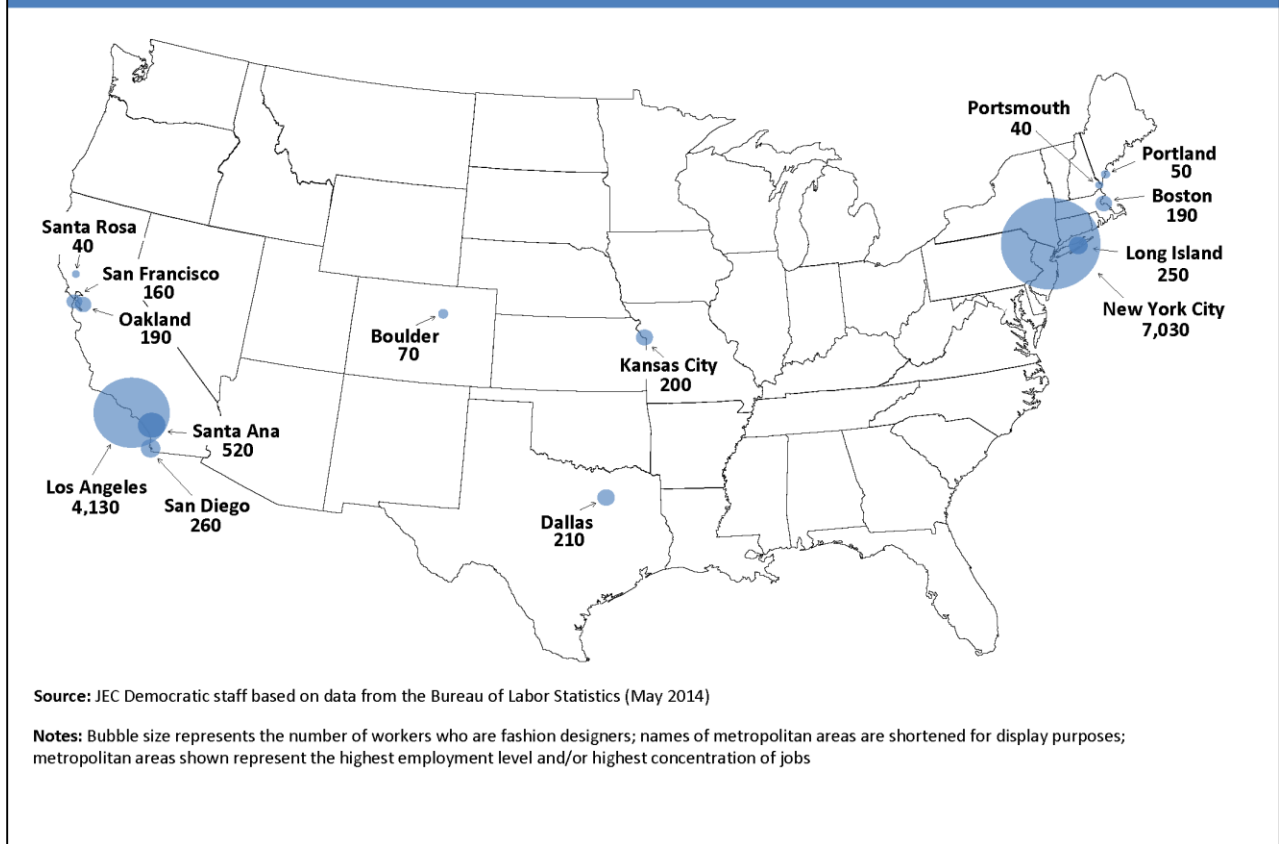 Portsmouth
40
Portland
50
Boston
190
Long Island
250
New York City
7,030
Santa Rosa
40
San Francisco
160
Oakland
190
Boulder
70
Kansas City
200
Santa Ana
520
Los Angeles
4,130
San Diego
260
Dallas
210
Source: JEC Democratic staff based on data from the Bureau of Labor Statistics (May 2014)
Notes: Bubble size represents the number of workers who are fashion designers; names of metropolitan areas are shortened for display purposes;
metropolitan areas shown represent the highest employment level and/or highest concentration of jobs